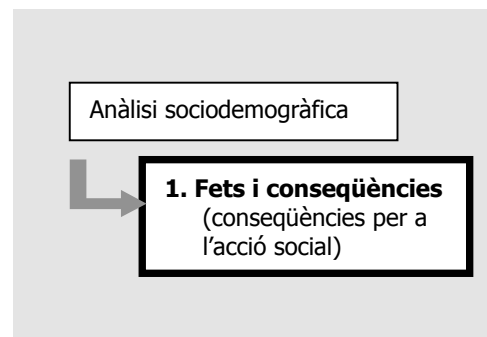 Anàlisi sociodemogràfica
1. Fets i conseqüències
(conseqüències per a
l’acció social)